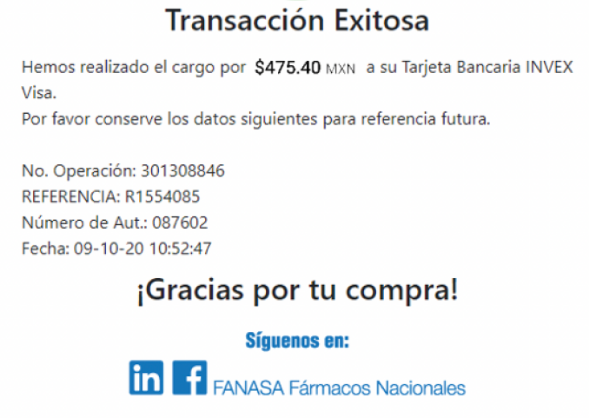 Transacción Exitosa
Hemos realizado el cargo por $475.40 MXN a su Tarjeta Bancaria INVEX
Visa.
Por favor conserve los datos siguientes para referencia futura.
No. Operación: 301308846
REFERENCIA: R1554085
Número de Aut.: 087602
Fecha: 09-10-20 10:52:47
¡Gracias por tu compra!
Síguenos en:
in f FANASA Fármacos Nacionales